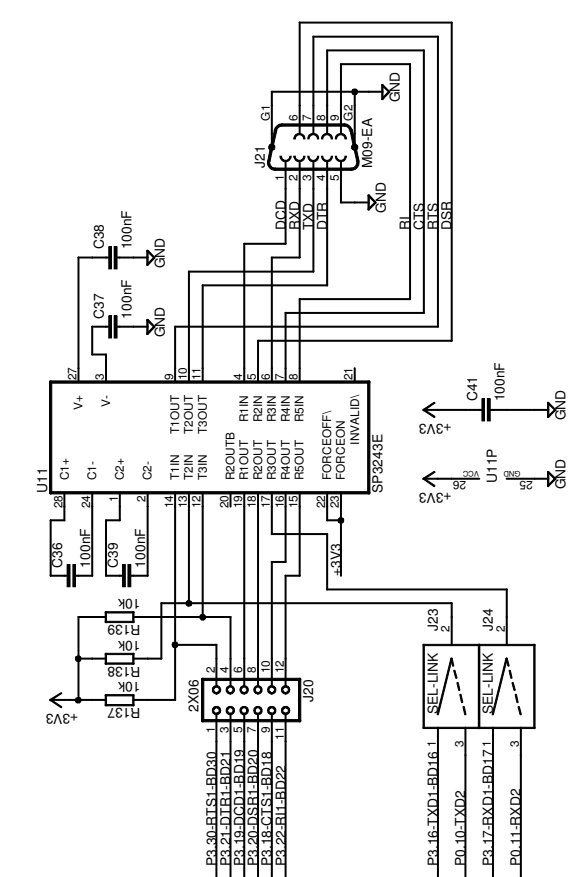 GND
G1
6
7
8
9
G2
J21
M09-EA
1
2
3
4
5
GND
DCD
RXD
TXD
DTR
RI
CTS
RTS
DSR
C38
100nF
GND
C37
100nF
GND
27
3
9
10
11
4
5
6
7
8
21
V+
V-
T1OUT
T2OUT
T3OUT
R1IN
R2IN
R3IN
R4IN
R5IN
INVALID\
C1+
C1-
C2+
C2-
T1IN
T2IN
T3IN
R2OUTB
R1OUT
R2OUT
R3OUT
R4OUT
R5OUT
FORCEOFF\
FORCEON
U11
SP3243E
28
24
1
2
14
13
12
20
19
18
17
16
15
22
23
C41
100nF
+3V3
GND
U11P
+3V3
26
VCC
GND
25
GND
C36
100nF
C39
100nF
+3V3
10k
R139
10k
R138
10k
R137
+3V3
2X06
J20
2
4
6
8
10
12
1
3
5
7
9
11
J23
2
J24
2
SEL-LINK
SEL-LINK
1
3
1
3
P3.30-RTS1-BD30
P3.21-DTR1-BD21
P3.19-DCD1-BD19
P3.20-DSR1-BD20
P3.18-CTS1-BD18
P3.22-RI1-BD22
P3.16-TXD1-BD16
P0.10-TXD2
P3.17-RXD1-BD17
P0.11-RXD2